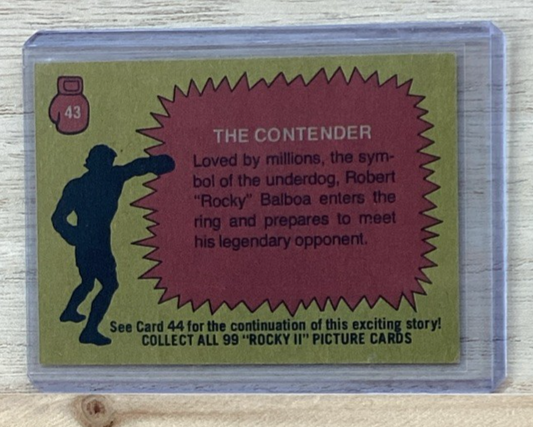 43
THE CONTENDER
Loved by millions, the sym-
bol of the underdog, Robert
"Rocky" Balboa enters the
ring and prepares to meet
his legendary opponent.
See Card 44 for the continuation of this exciting story!
COLLECT ALL 99 "ROCKY II" PICTURE CARDS